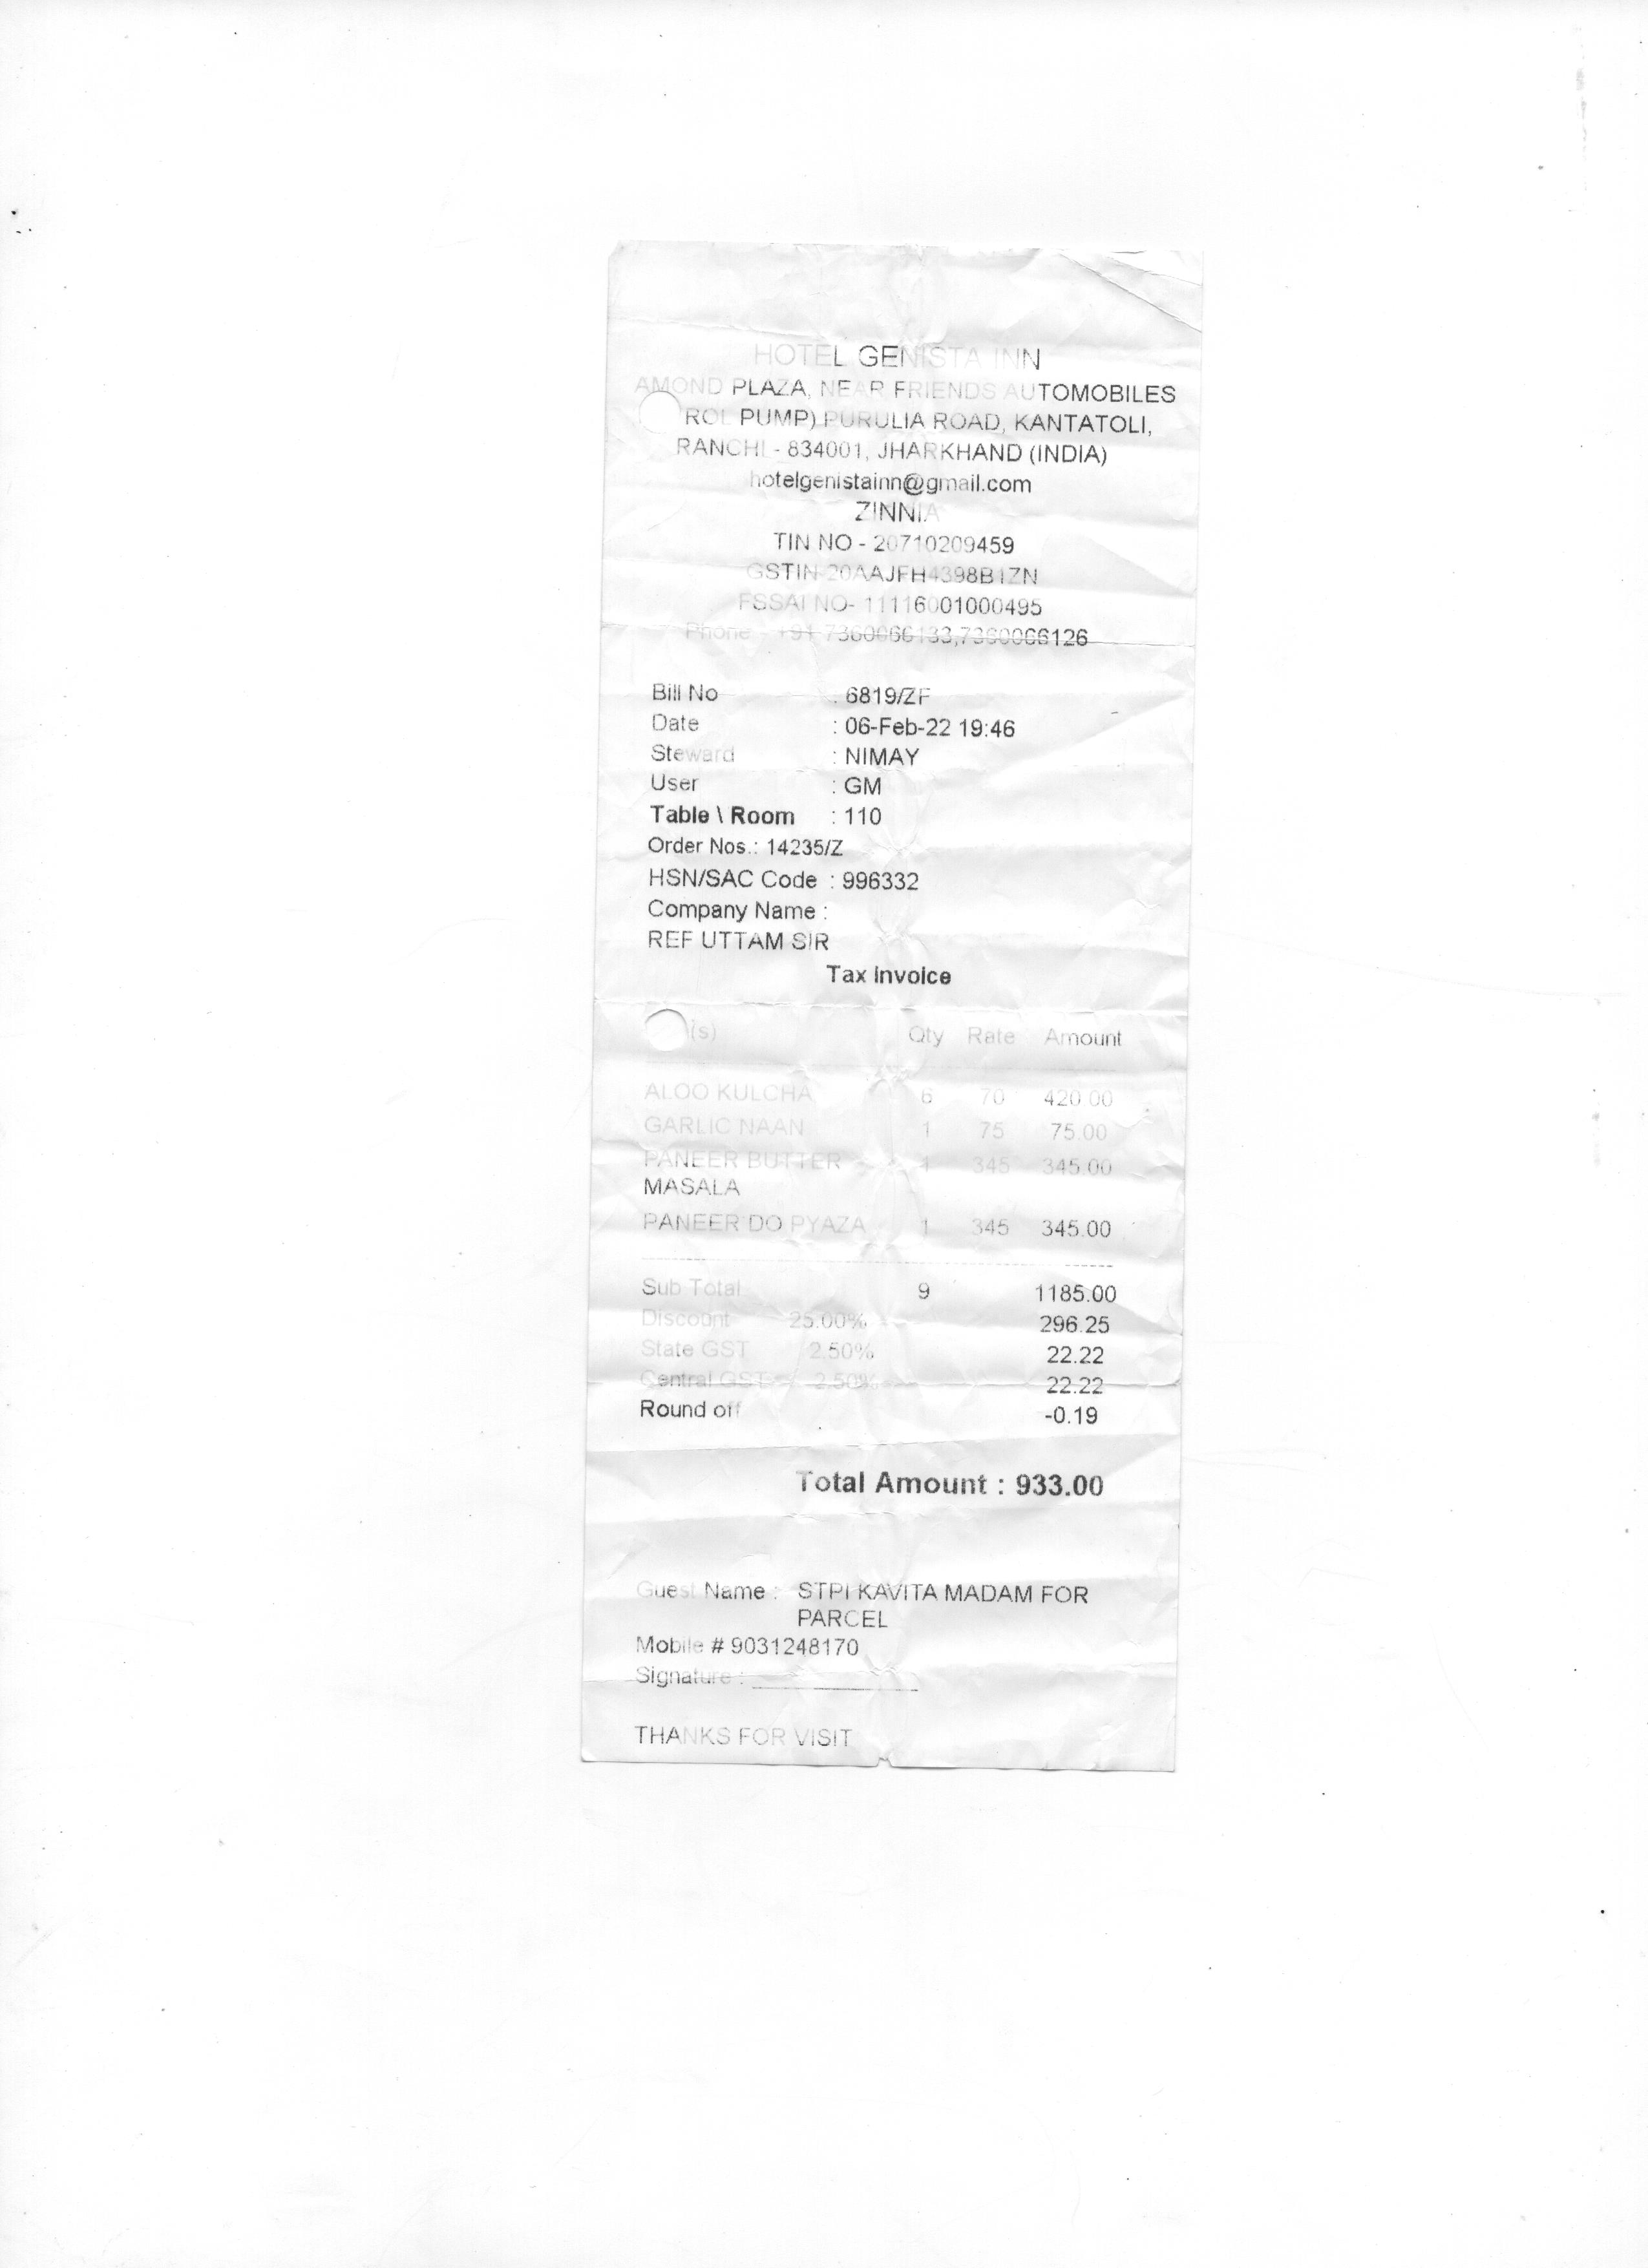 HOTEL GENISTA INN
AMOND PLAZA, NEAR FRIENDS AUTOMOBILES
ROL PUMP) PURULIA ROAD, KANTATOLI,
RANCHI - 834001, JHARKHAND (INDIA)
hotelgenistainn@gmail.com
ZINNIA
TIN NO - 20710209459
GSTIN-20AAJFH4398B1ZN
FSSAI NO- 11116001000495
Phone - +91-7360066133,7360066126
Bill No : 6819/ZF
Date : 06-Feb-22 19:46
Steward : NIMAY
User : GM
Table \ Room : 110
Order Nos.: 14235/Z
HSN/SAC Code : 996332
Company Name :
REF UTTAM SIR
Tax Invoice
(s) Qty Rate Amount
ALOO KULCHA 6 70 420.00
GARLIC NAAN 1 75 75.00
PANEER BUTTER 1 345 345.00
MASALA
PANEER DO PYAZA 1 345 345.00
Sub Total 9 1185.00
Discount 25.00% 296.25
State GST 2.50% 22.22
Central GST 2.50% 22.22
Round off -0.19
Total Amount : 933.00
Guest Name : STPI KAVITA MADAM FOR
PARCEL
Mobile # 9031248170
Signature :
THANKS FOR VISIT